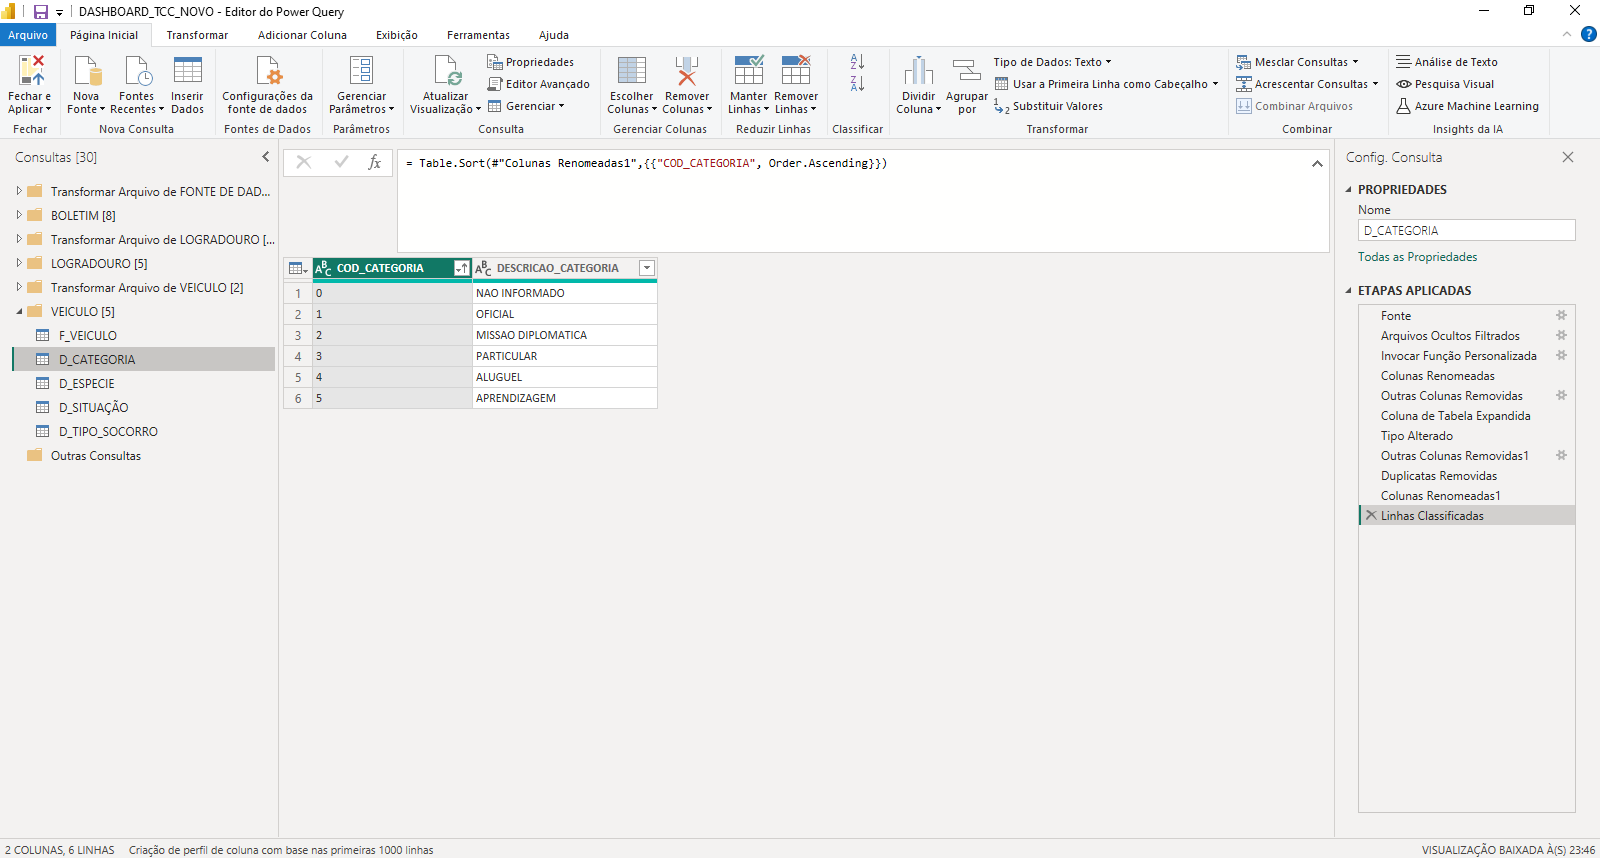 DASHBOARD_TCC_NOVO - Editor do Power Query
Arquivo
Página Inicial
Transformar
Adicionar Coluna
Exibição
Ferramentas
Ajuda
Fechar e
Aplicar
Fechar
Nova
Fonte
Fontes
Recentes
Inserir
Dados
Nova Consulta
Configurações da
fonte de dados
Fontes de Dados
Gerenciar
Parâmetros
Parâmetros
Atualizar
Visualização
Propriedades
Editor Avançado
Gerenciar
Consulta
Escolher
Colunas
Remover
Colunas
Gerenciar Colunas
Manter
Linhas
Remover
Linhas
Reduzir Linhas
Classificar
Dividir
Coluna
Agrupar
por
Tipo de Dados: Texto
Usar a Primeira Linha como Cabeçalho
Substituir Valores
Transformar
Mesclar Consultas
Acrescentar Consultas
Combinar Arquivos
Combinar
Análise de Texto
Pesquisa Visual
Azure Machine Learning
Insights da IA
Consultas [30]
Transformar Arquivo de FONTE DE DAD...
BOLETIM [8]
Transformar Arquivo de LOGRADOURO [...
LOGRADOURO [5]
Transformar Arquivo de VEICULO [2]
VEICULO [5]
F_VEICULO
D_CATEGORIA
D_ESPECIE
D_SITUAÇÃO
D_TIPO_SOCORRO
Outras Consultas
fx
= Table.Sort(#"Colunas Renomeadas1",{{"COD_CATEGORIA", Order.Ascending}})
COD_CATEGORIA DESCRICAO_CATEGORIA
1 0 NAO INFORMADO
2 1 OFICIAL
3 2 MISSAO DIPLOMATICA
4 3 PARTICULAR
5 4 ALUGUEL
6 5 APRENDIZAGEM
Config. Consulta
PROPRIEDADES
Nome
D_CATEGORIA
Todas as Propriedades
ETAPAS APLICADAS
Fonte
Arquivos Ocultos Filtrados
Invocar Função Personalizada
Colunas Renomeadas
Outras Colunas Removidas
Coluna de Tabela Expandida
Tipo Alterado
Outras Colunas Removidas1
Duplicatas Removidas
Colunas Renomeadas1
Linhas Classificadas
2 COLUNAS, 6 LINHAS Criação de perfil de coluna com base nas primeiras 1000 linhas
VISUALIZAÇÃO BAIXADA À(S) 23:46